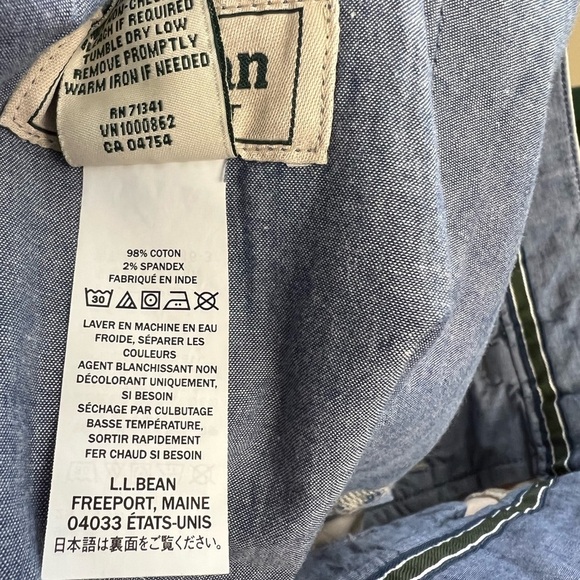 IF REQUIRED
TUMBLE DRY LOW
REMOVE PROMPTLY
WARM IRON IF NEEDED
RN 71341
VN1000862
CA 04754
98% COTON
2% SPANDEX
FABRIQUÉ EN INDE
30
LAVER EN MACHINE EN EAU
FROIDE, SÉPARER LES
COULEURS
AGENT BLANCHISSANT NON
DÉCOLORANT UNIQUEMENT,
SI BESOIN
SÉCHAGE PAR CULBUTAGE
BASSE TEMPÉRATURE,
SORTIR RAPIDEMENT
FER CHAUD SI BESOIN
L.L.BEAN
FREEPORT, MAINE
04033 ÉTATS-UNIS
日本語は裏面をご覧ください。